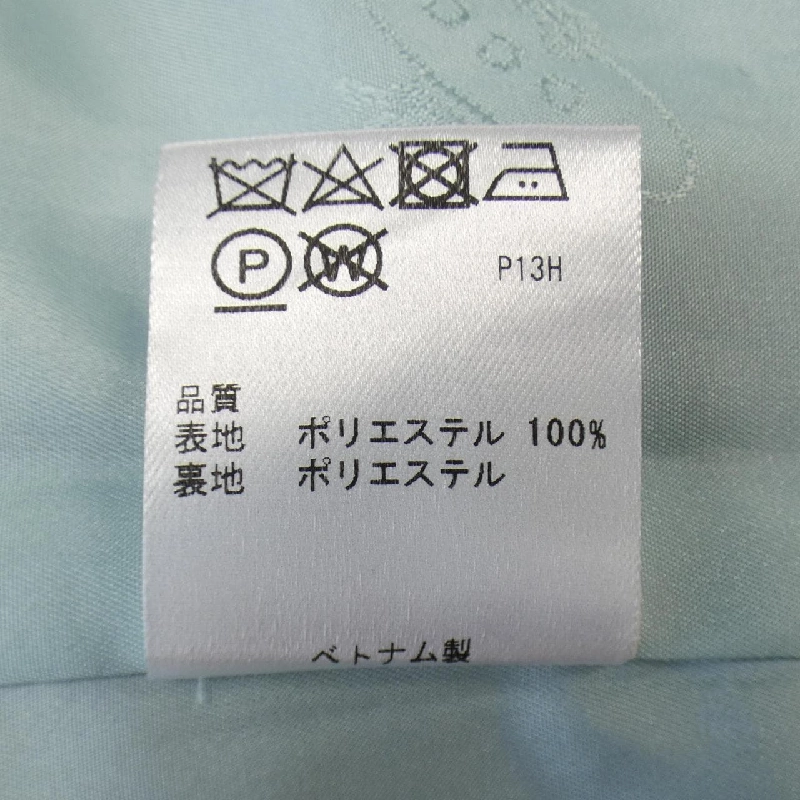 P W
P13H
品質
表地 ポリエステル 100%
裏地 ポリエステル
ベトナム製